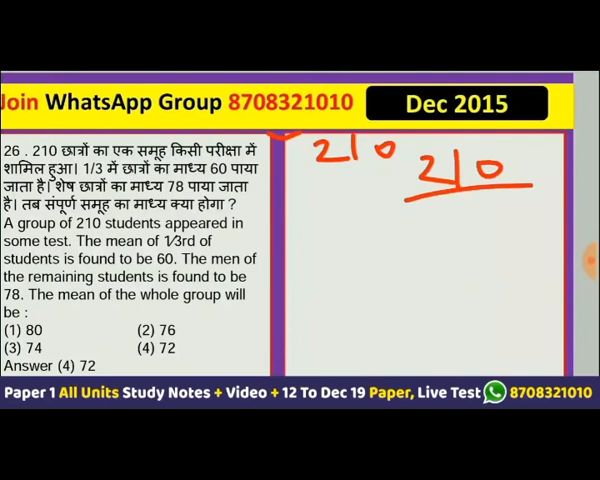 Join WhatsApp Group 8708321010
Dec 2015
26 . 210 छात्रों का एक समूह किसी परीक्षा में
शामिल हुआ। 1/3 में छात्रों का माध्य 60 पाया
जाता है। शेष छात्रों का माध्य 78 पाया जाता
है। तब संपूर्ण समूह का माध्य क्या होगा ?
A group of 210 students appeared in
some test. The mean of 1⁄3rd of
students is found to be 60. The men of
the remaining students is found to be
78. The mean of the whole group will
be :
(1) 80 (2) 76
(3) 74 (4) 72
Answer (4) 72
210
210
Paper 1 All Units Study Notes + Video + 12 To Dec 19 Paper, Live Test 8708321010